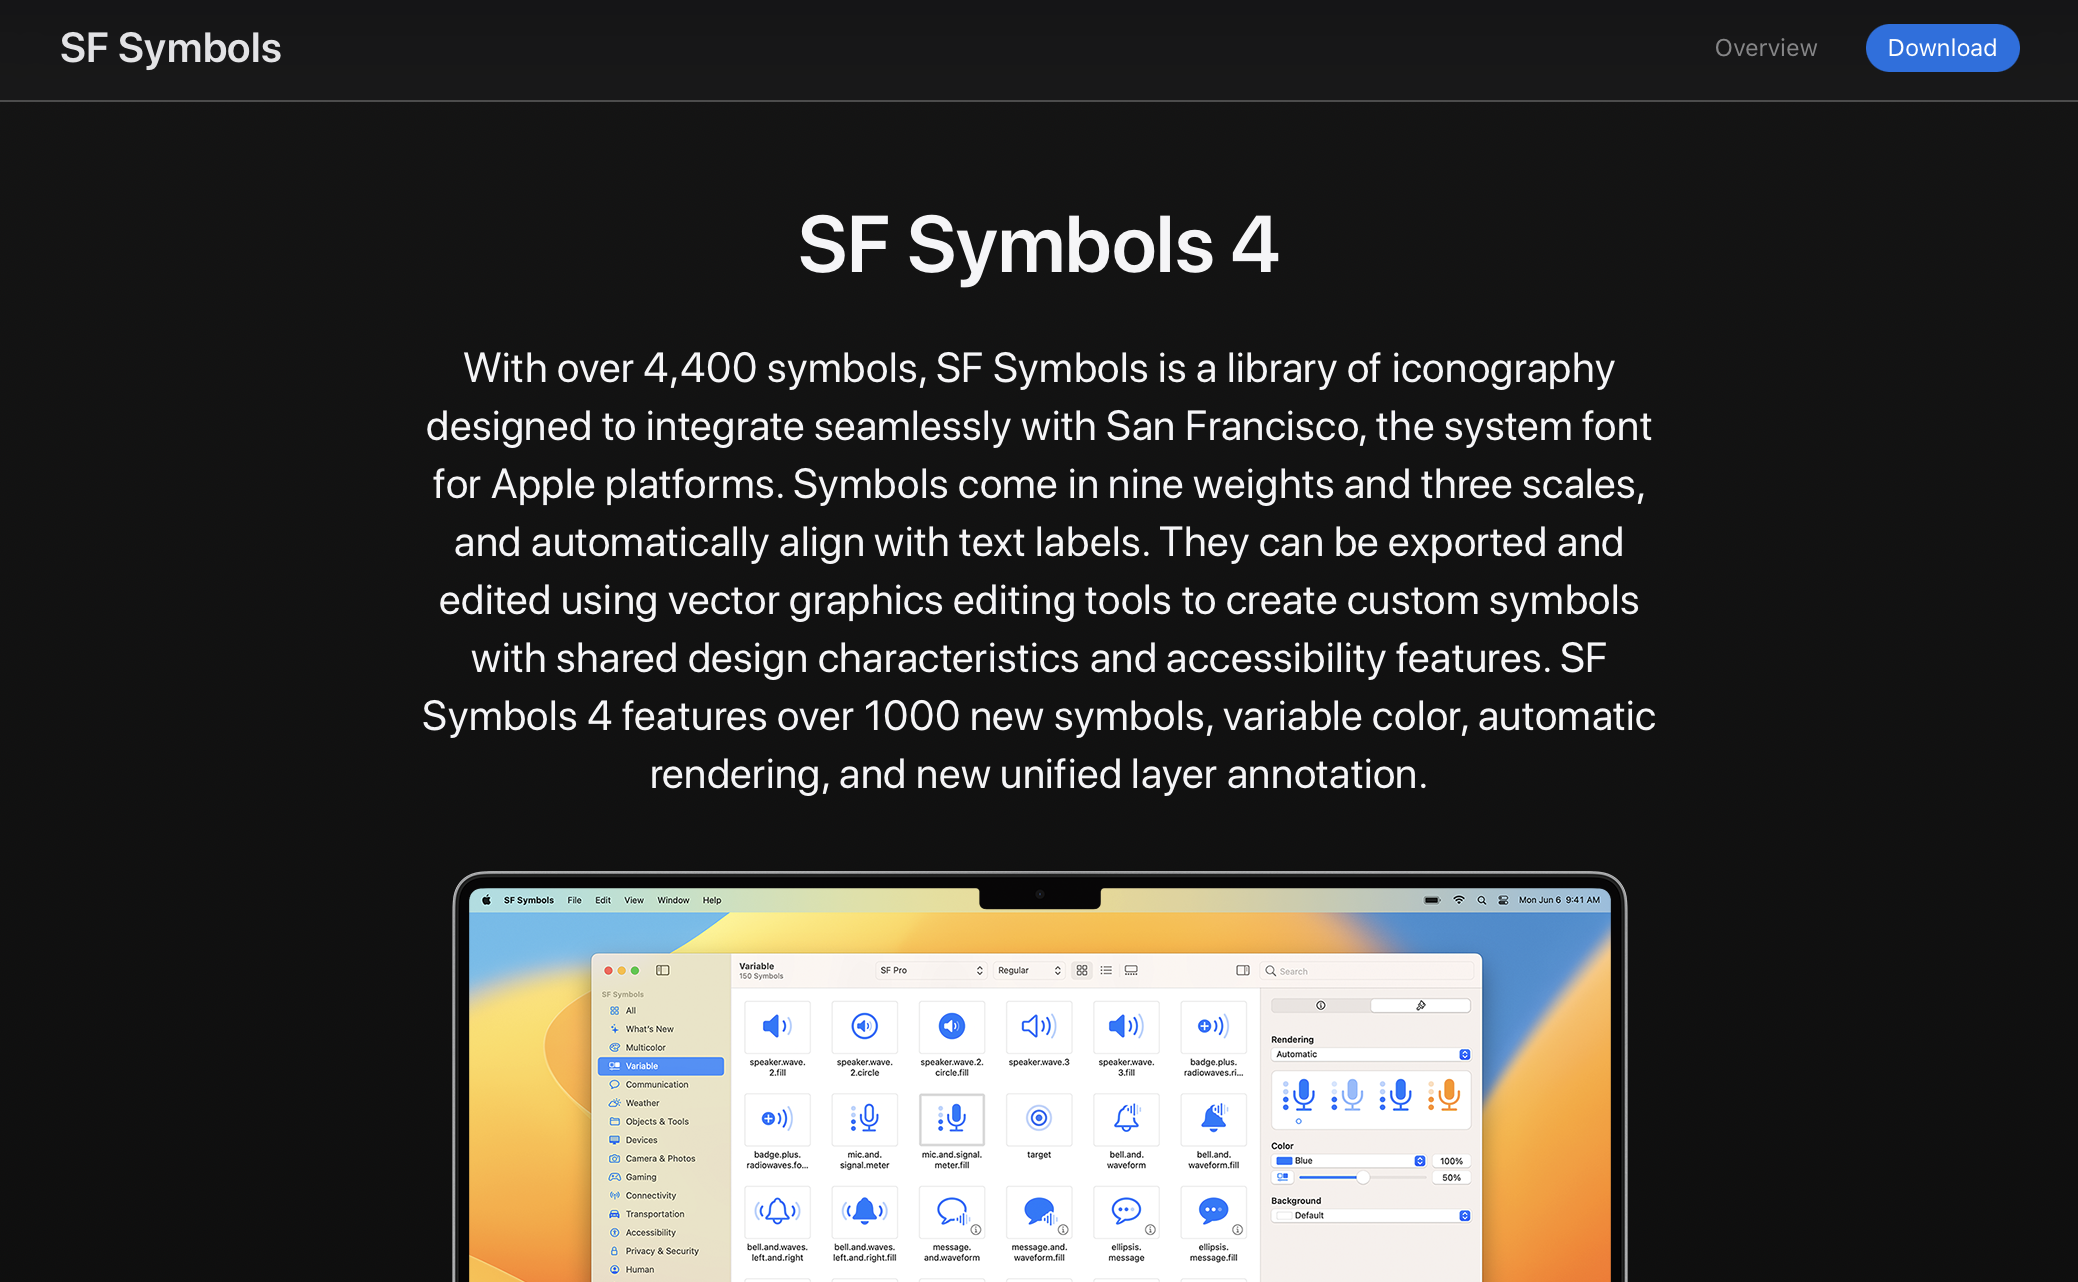 SF Symbols
Overview
Download
SF Symbols 4
With over 4,400 symbols, SF Symbols is a library of iconography
designed to integrate seamlessly with San Francisco, the system font
for Apple platforms. Symbols come in nine weights and three scales,
and automatically align with text labels. They can be exported and
edited using vector graphics editing tools to create custom symbols
with shared design characteristics and accessibility features. SF
Symbols 4 features over 1000 new symbols, variable color, automatic
rendering, and new unified layer annotation.
SF Symbols File Edit View Window Help
Mon Jun 6 9:41 AM
SF Symbols
All
What's New
Multicolor
Variable
Communication
Weather
Objects & Tools
Devices
Camera & Photos
Gaming
Connectivity
Transportation
Accessibility
Privacy & Security
Human
Variable
150 Symbols
SF Pro
Regular
Search
speaker.wave.
2.fill
speaker.wave.
2.circle
speaker.wave.2.
circle.fill
speaker.wave.3
speaker.wave.
3.fill
badge.plus.
radiowaves.ri...
badge.plus.
radiowaves.fo...
mic.and.
signal.meter
mic.and.signal.
meter.fill
target
bell.and.
waveform
bell.and.
waveform.fill
bell.and.waves.
left.and.right
bell.and.waves.
left.and.right.fill
message.
and.waveform
message.and.
waveform.fill
ellipsis.
message
ellipsis.
message.fill
Rendering
Automatic
Color
Blue
100%
50%
Background
Default